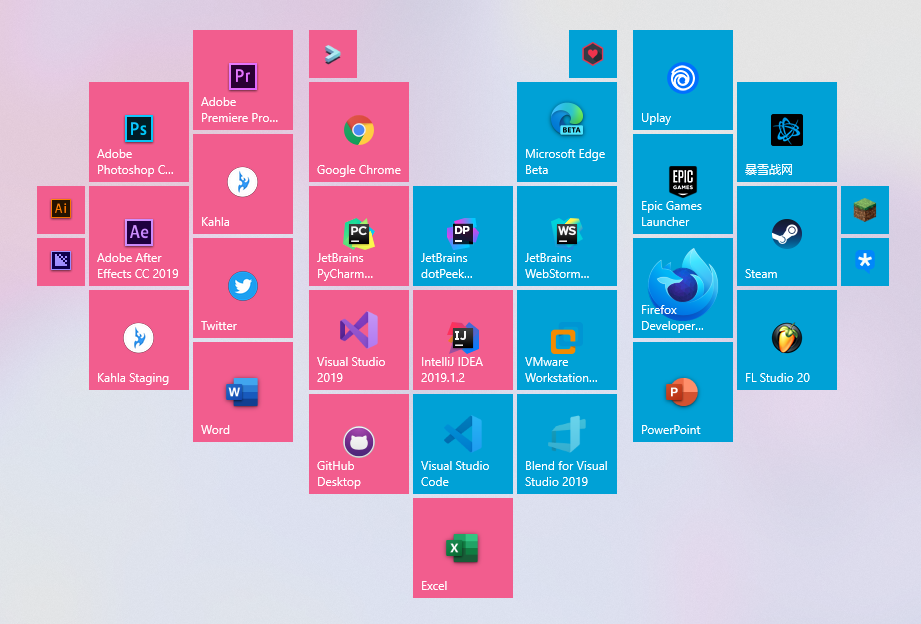 Pr
Adobe
Premiere Pro...
Uplay
Ps
Adobe
Photoshop C...
Google Chrome
BETA
Microsoft Edge
Beta
暴雪战网
Kahla
EPIC
GAMES
Epic Games
Launcher
Ai
Ae
Adobe After
Effects CC 2019
PC
JetBrains
PyCharm...
DP
JetBrains
dotPeek...
WS
JetBrains
WebStorm...
Steam
Twitter
Firefox
Developer...
Kahla Staging
Visual Studio
2019
IJ
IntelliJ IDEA
2019.1.2
VMware
Workstation...
FL Studio 20
W
Word
P
PowerPoint
GitHub
Desktop
Visual Studio
Code
Blend for Visual
Studio 2019
X
Excel